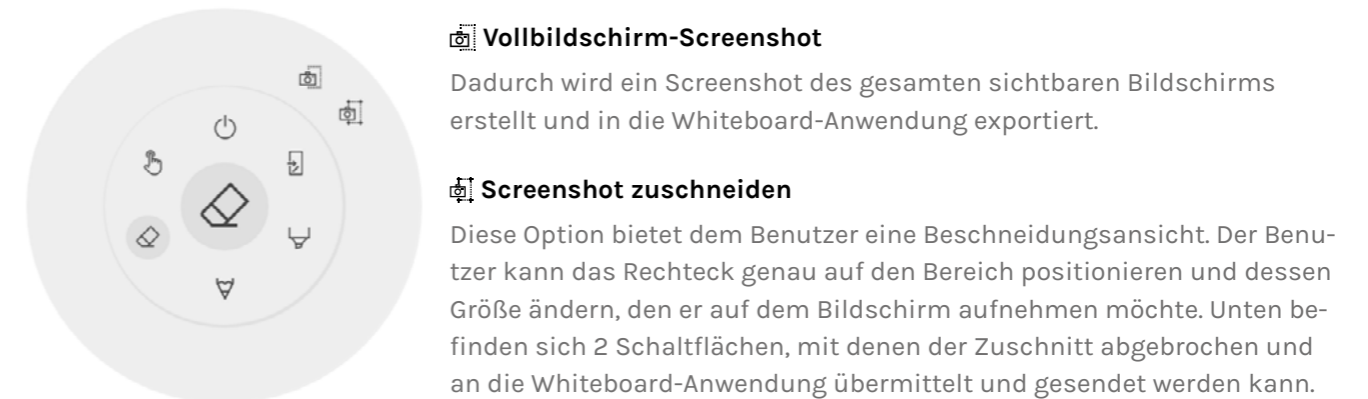 Vollbildschirm-Screenshot
Dadurch wird ein Screenshot des gesamten sichtbaren Bildschirms
erstellt und in die Whiteboard-Anwendung exportiert.
Screenshot zuschneiden
Diese Option bietet dem Benutzer eine Beschneidungsansicht. Der Benu-
tzer kann das Rechteck genau auf den Bereich positionieren und dessen
Größe ändern, den er auf dem Bildschirm aufnehmen möchte. Unten be-
finden sich 2 Schaltflächen, mit denen der Zuschnitt abgebrochen und
an die Whiteboard-Anwendung übermittelt und gesendet werden kann.